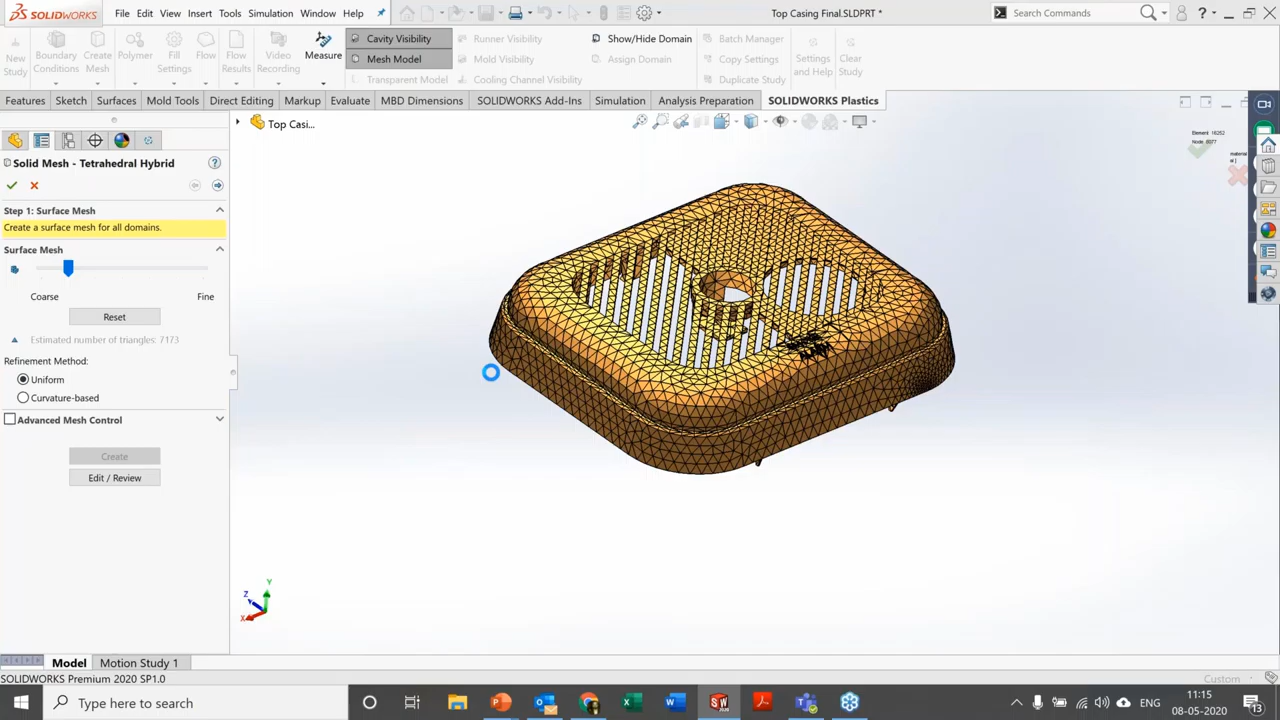 SOLIDWORKS File Edit View Insert Tools Simulation Window Help Top Casing Final.SLDPRT * Search Commands ?
New Study
Boundary Conditions
Create Mesh
Polymer
Fill Settings
Flow
Flow Results
Video Recording
Measure
Cavity Visibility Runner Visibility Show/Hide Domain Batch Manager
Mesh Model Mold Visibility Assign Domain Copy Settings
Transparent Model Cooling Channel Visibility Duplicate Study
Settings and Help
Clear Study
Features Sketch Surfaces Mold Tools Direct Editing Markup Evaluate MBD Dimensions SOLIDWORKS Add-Ins Simulation Analysis Preparation SOLIDWORKS Plastics
Top Casi...
Element 16252
Node 8077
material
Solid Mesh - Tetrahedral Hybrid
Step 1: Surface Mesh
Create a surface mesh for all domains.
Surface Mesh
Coarse Fine
Reset
Estimated number of triangles: 7173
Refinement Method:
Uniform
Curvature-based
Advanced Mesh Control
Create
Edit / Review
Y
Z
X
Model Motion Study 1
SOLIDWORKS Premium 2020 SP1.0 Custom
Type here to search
ENG
11:15
08-05-2020
13